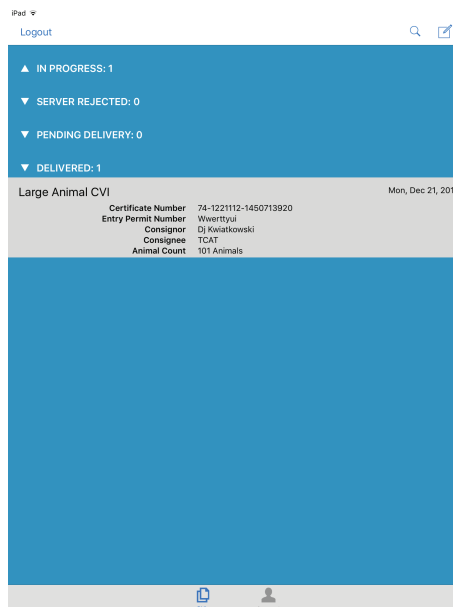 iPad
Logout
▲ IN PROGRESS: 1
▼ SERVER REJECTED: 0
▼ PENDING DELIVERY: 0
▼ DELIVERED: 1
Large Animal CVI Mon, Dec 21, 201
Certificate Number 74-1221112-1450713920
Entry Permit Number Wwerttyui
Consignor Dj Kwiatkowski
Consignee TCAT
Animal Count 101 Animals